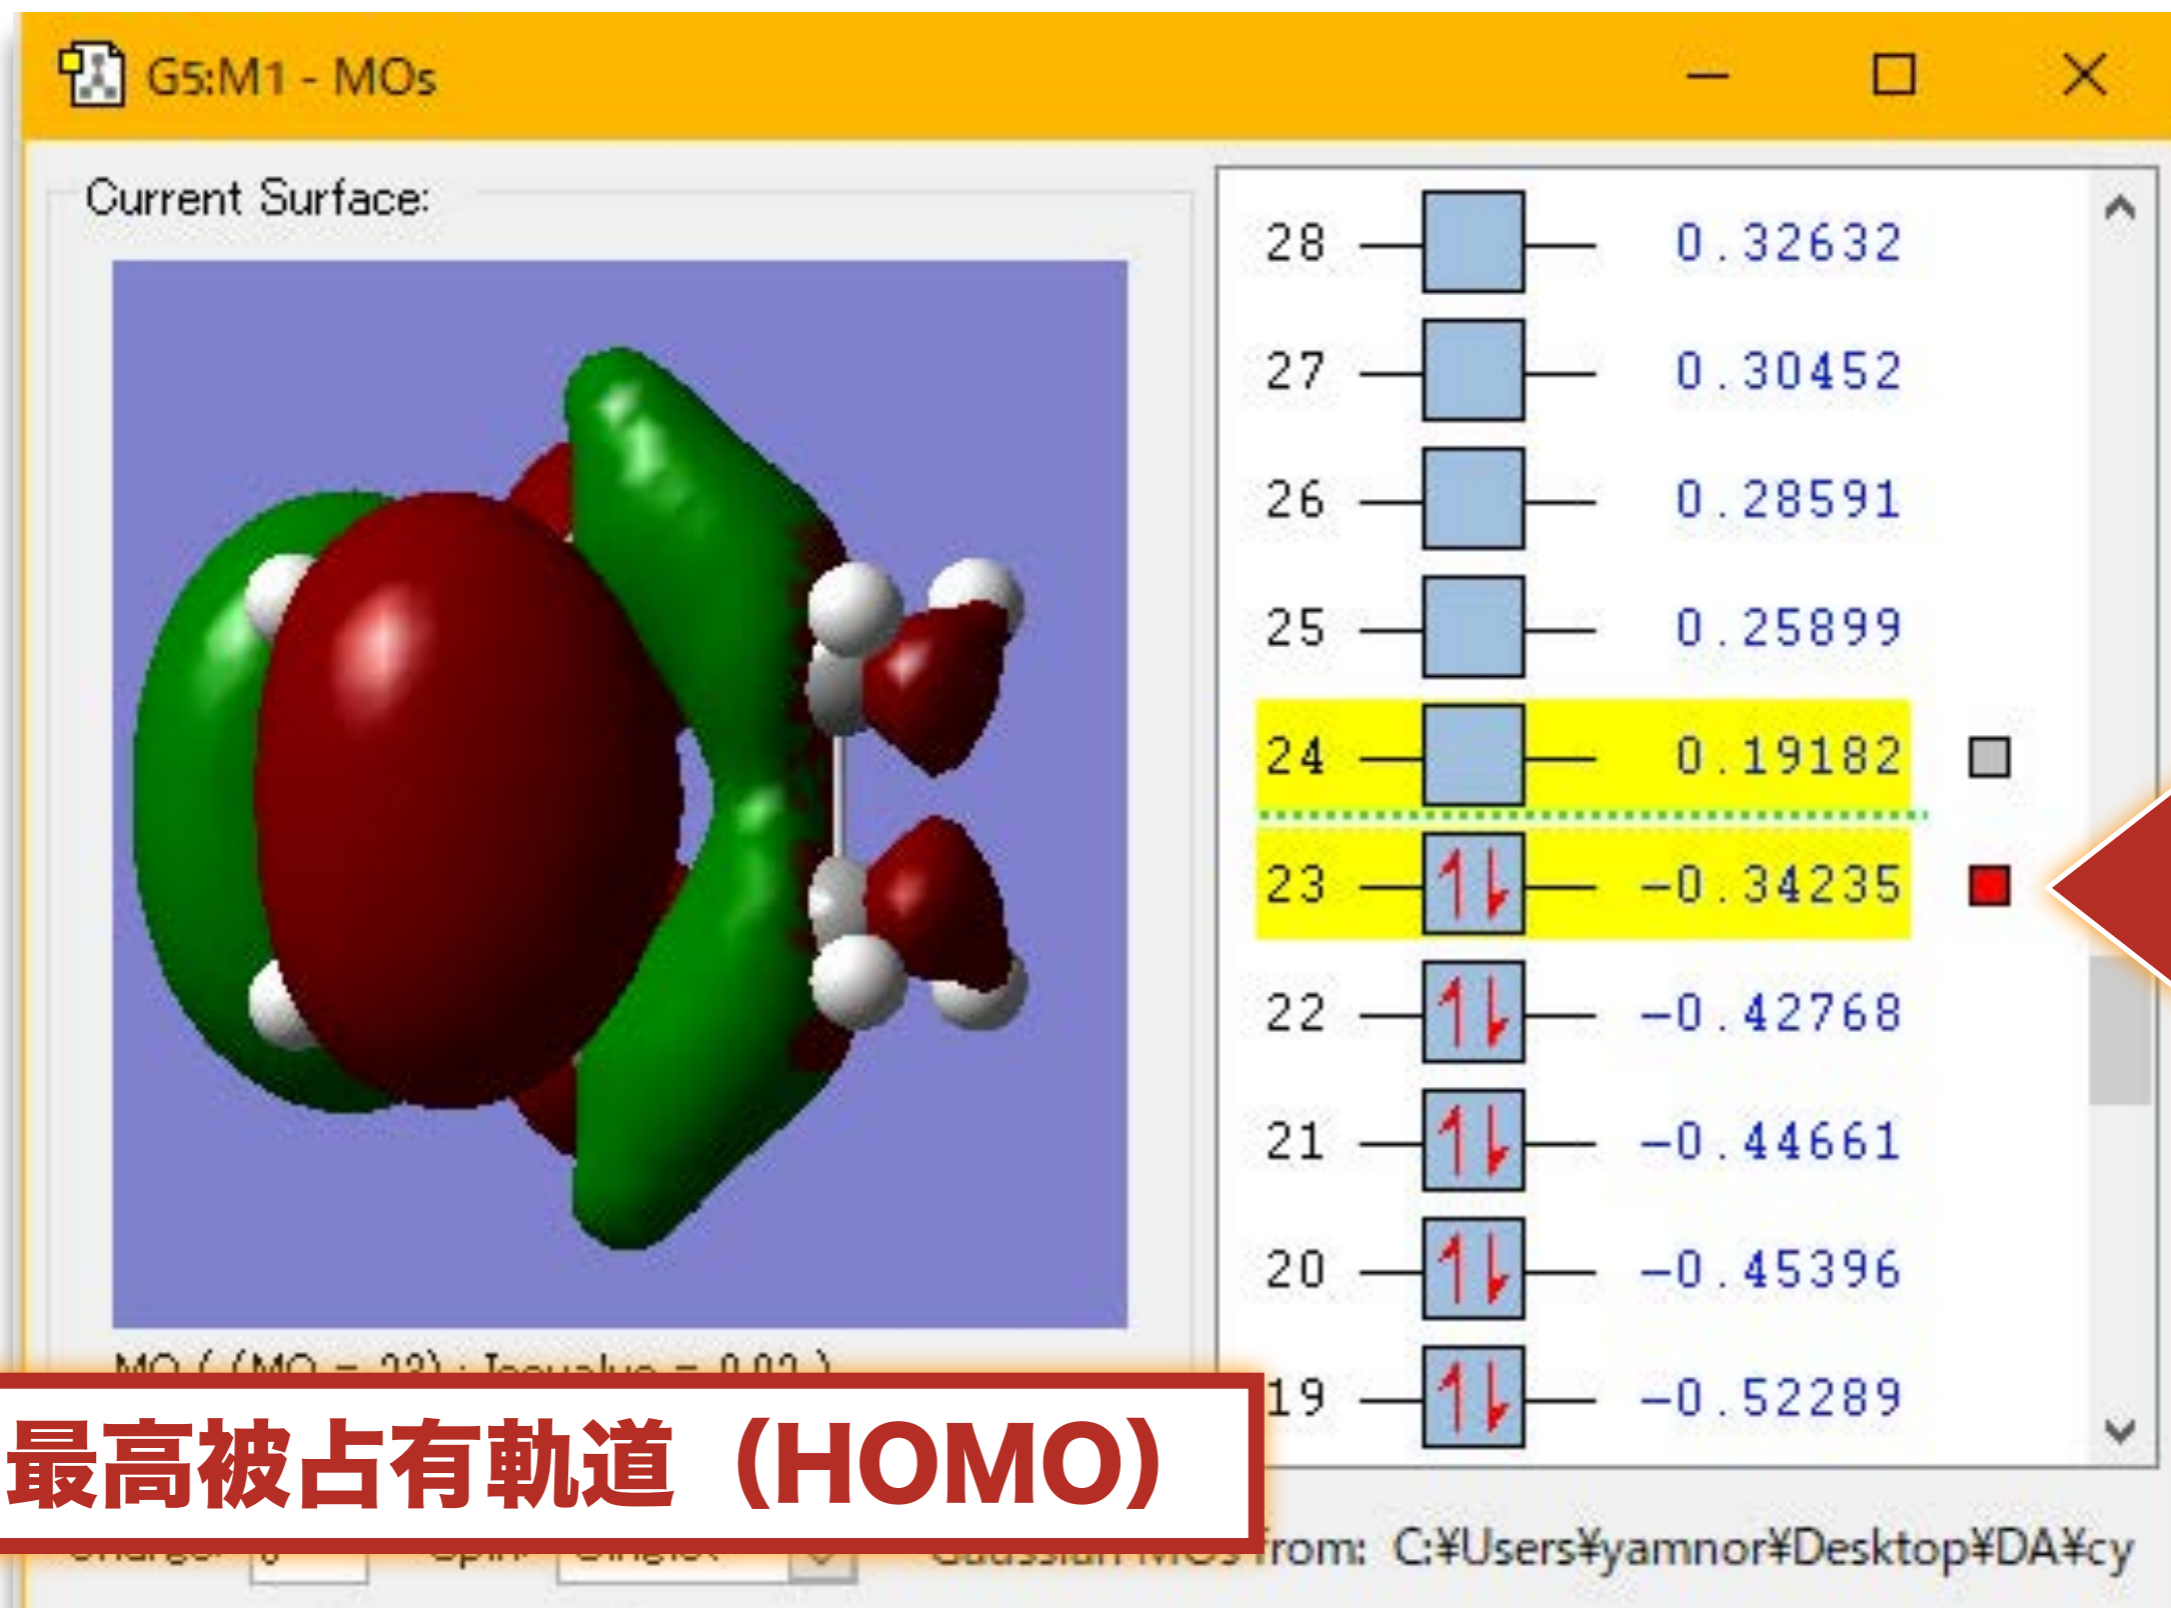 G5:M1 - MOs
Current Surface:
28 0.32632
27 0.30452
26 0.28591
25 0.25899
24 0.19182
23 -0.34235
22 -0.42768
21 -0.44661
20 -0.45396
19 -0.52289
最高被占有軌道（HOMO）
from: C:¥Users¥yamnor¥Desktop¥DA¥cy